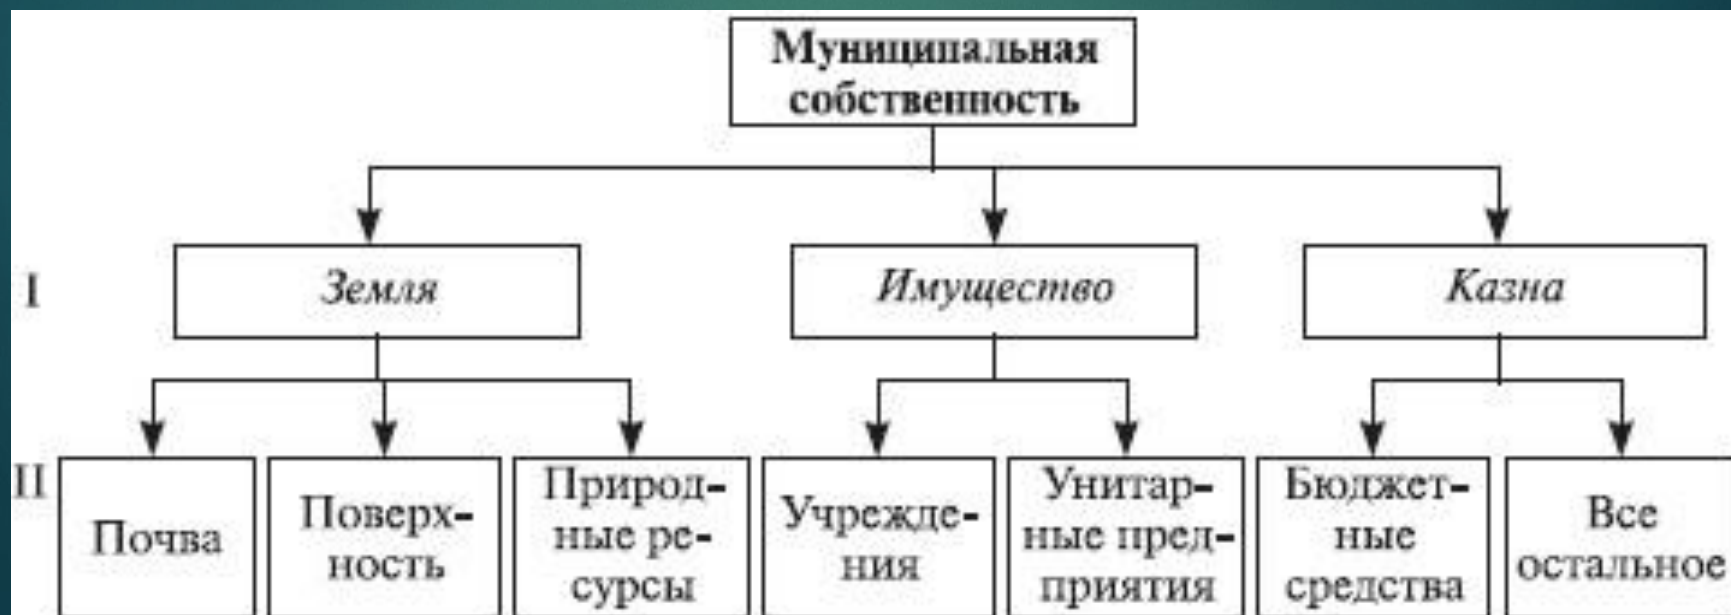 Муниципальная
собственность
I
Земля
Имущество
Казна
II
Почва
Поверх-
ность
Природ-
ные ре-
сурсы
Учрежде-
ния
Унитар-
ные пред-
приятия
Бюджет-
ные
средства
Все
остальное